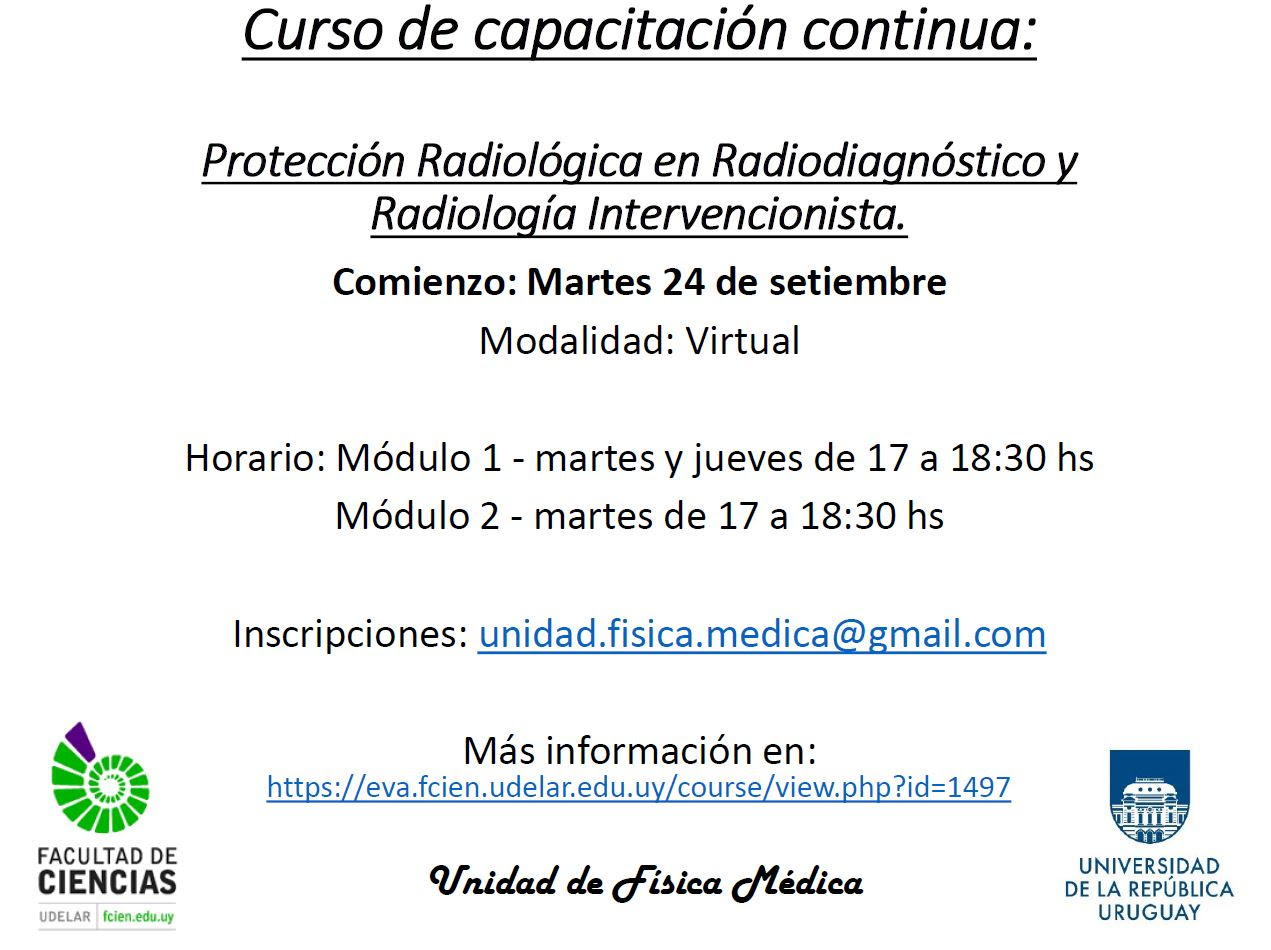 Curso de capacitación continua:
Protección Radiológica en Radiodiagnóstico y
Radiología Intervencionista.
Comienzo: Martes 24 de setiembre
Modalidad: Virtual
Horario: Módulo 1 - martes y jueves de 17 a 18:30 hs
Módulo 2 - martes de 17 a 18:30 hs
Inscripciones: unidad.fisica.medica@gmail.com
Más información en:
https://eva.fcien.udelar.edu.uy/course/view.php?id=1497
Unidad de Física Médica
FACULTAD DE
CIENCIAS
UDELAR | fcien.edu.uy
UNIVERSIDAD
DE LA REPÚBLICA
URUGUAY